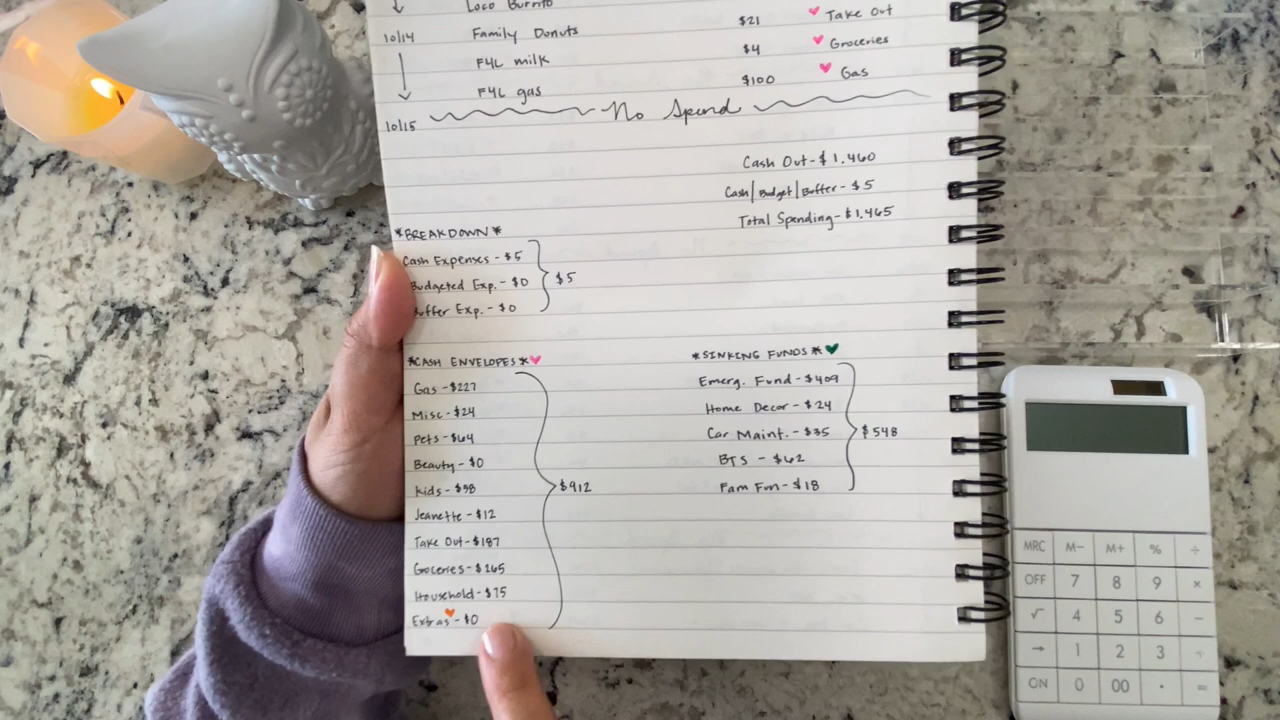 Loco Burrito
$21 ♥ Take Out
10/14 Family Donuts
$4 ♥ Groceries
F4L milk
$100 ♥ Gas
F4L gas
10/15 No Spend
Cash Out - $1,460
Cash/Budget/Buffer - $5
Total Spending - $1,465
*BREAKDOWN*
Cash Expenses - $5
Budgeted Exp. - $0
Buffer Exp. - $0
$5
*CASH ENVELOPES*♥
Gas - $227
Misc - $24
Pets - $64
Beauty - $0
Kids - $58
Jeanette - $12
Take Out - $187
Groceries - $265
Household - $75
Extras - $0
$912
*SINKING FUNDS*♥
Emerg. Fund - $409
Home Decor - $24
Car Maint. - $35
BTS - $62
Fam Fun - $18
$548
MRC M− M+ % ÷
OFF 7 8 9 ×
√ 4 5 6 −
→ 1 2 3 +
ON 0 00 · =